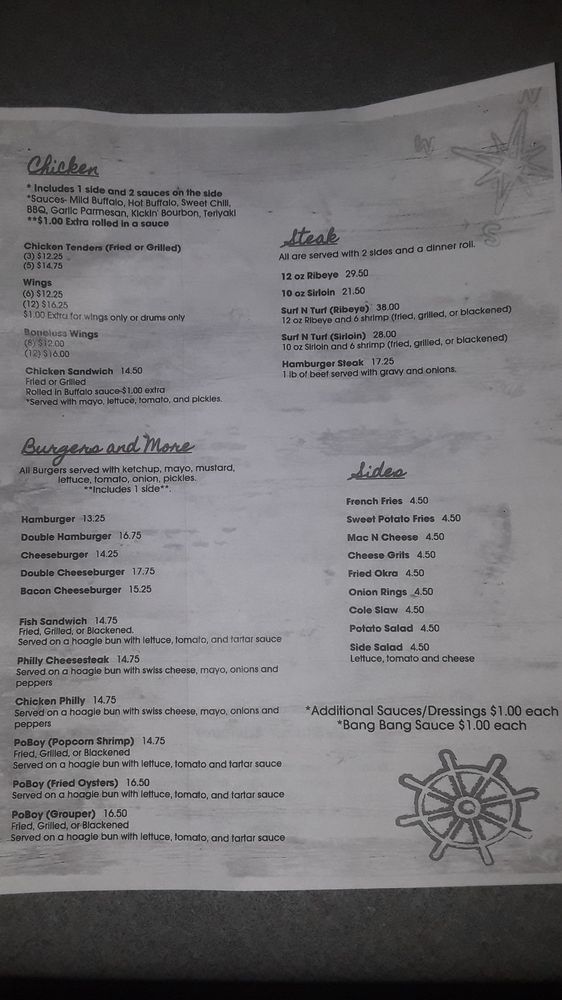 N
W
S
Chicken
* Includes 1 side and 2 sauces on the side
*Sauces- Mild Buffalo, Hot Buffalo, Sweet Chili,
BBQ, Garlic Parmesan, Kickin' Bourbon, Teriyaki
**$1.00 Extra rolled in a sauce
Chicken Tenders (Fried or Grilled)
(3) $12.25
(5) $14.75
Wings
(6) $12.25
(12) $16.25
$1.00 Extra for wings only or drums only
Boneless Wings
(8) $12.00
(12) $16.00
Chicken Sandwich 14.50
Fried or Grilled
Rolled in Buffalo sauce-$1.00 extra
*Served with mayo, lettuce, tomato, and pickles.
Steak
All are served with 2 sides and a dinner roll.
12 oz Ribeye 29.50
10 oz Sirloin 21.50
Surf N Turf (Ribeye) 38.00
12 oz Ribeye and 6 shrimp (fried, grilled, or blackened)
Surf N Turf (Sirloin) 28.00
10 oz Sirloin and 6 shrimp (fried, grilled, or blackened)
Hamburger Steak 17.25
1 lb of beef served with gravy and onions.
Burgers and More
All Burgers served with ketchup, mayo, mustard,
lettuce, tomato, onion, pickles.
**Includes 1 side**.
Hamburger 13.25
Double Hamburger 16.75
Cheeseburger 14.25
Double Cheeseburger 17.75
Bacon Cheeseburger 15.25
Fish Sandwich 14.75
Fried, Grilled, or Blackened.
Served on a hoagie bun with lettuce, tomato, and tartar sauce
Philly Cheesesteak 14.75
Served on a hoagie bun with swiss cheese, mayo, onions and
peppers
Chicken Philly 14.75
Served on a hoagie bun with swiss cheese, mayo, onions and
peppers
PoBoy (Popcorn Shrimp) 14.75
Fried, Grilled, or Blackened
Served on a hoagie bun with lettuce, tomato and tartar sauce
PoBoy (Fried Oysters) 16.50
Served on a hoagie bun with lettuce, tomato, and tartar sauce
PoBoy (Grouper) 16.50
Fried, Grilled, or Blackened
Served on a hoagie bun with lettuce, tomato, and tartar sauce
Sides
French Fries 4.50
Sweet Potato Fries 4.50
Mac N Cheese 4.50
Cheese Grits 4.50
Fried Okra 4.50
Onion Rings 4.50
Cole Slaw 4.50
Potato Salad 4.50
Side Salad 4.50
Lettuce, tomato and cheese
*Additional Sauces/Dressings $1.00 each
*Bang Bang Sauce $1.00 each